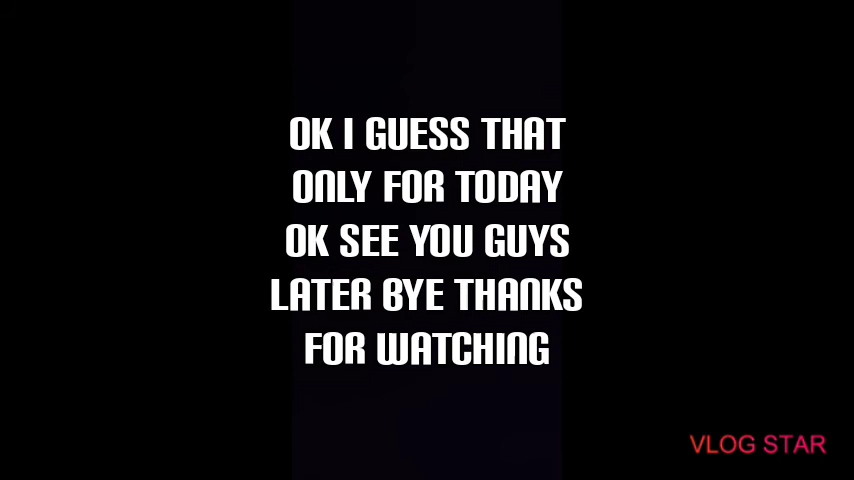 OK I GUESS THAT
ONLY FOR TODAY
OK SEE YOU GUYS
LATER BYE THANKS
FOR WATCHING
VLOG STAR